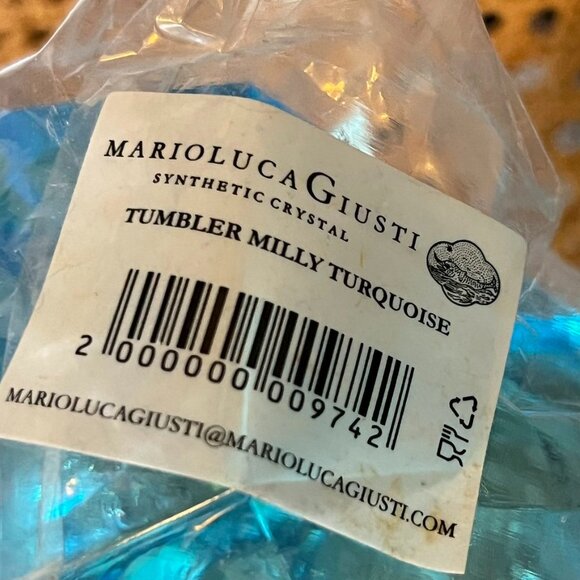 MARIOLUCAGIUSTI
SYNTHETIC CRYSTAL
TUMBLER MILLY TURQUOISE
2 000000 009742
MARIOLUCAGIUSTI@MARIOLUCAGIUSTI.COM